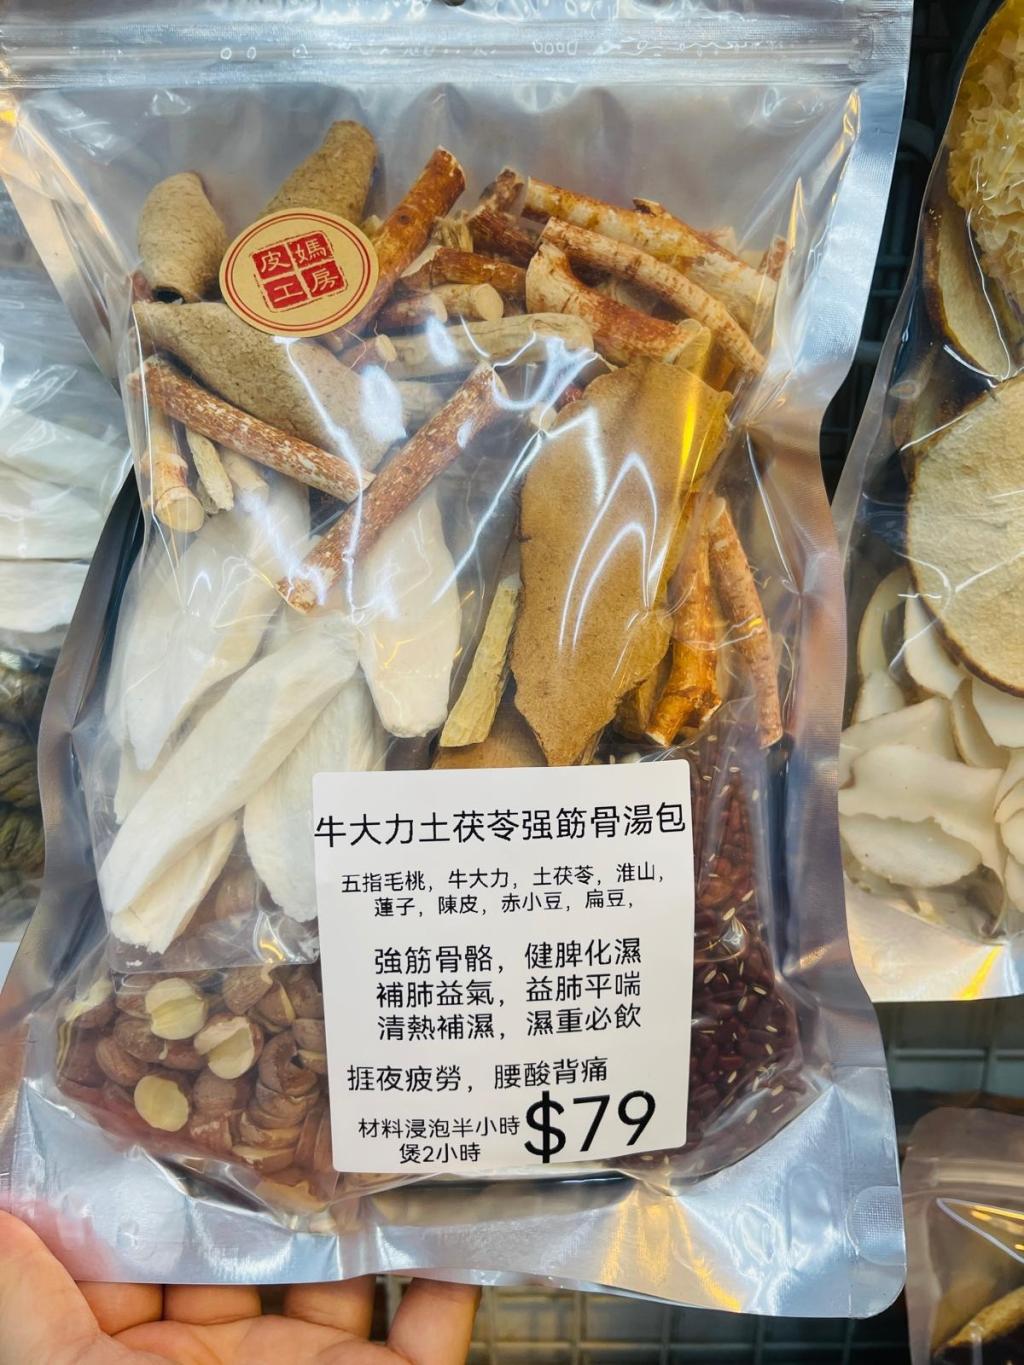 皮媽
工房
牛大力土茯苓强筋骨湯包
五指毛桃，牛大力，土茯苓，淮山，
蓮子，陳皮，赤小豆，扁豆，
強筋骨骼，健脾化濕
補肺益氣，益肺平喘
清熱補濕，濕重必飲
捱夜疲勞，腰酸背痛
材料浸泡半小時
煲2小時
$79